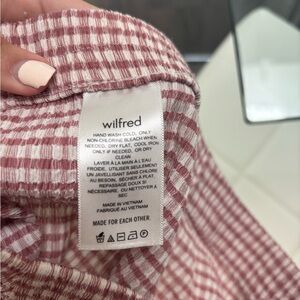 wilfred
HAND WASH COLD, ONLY
NON-CHLORINE BLEACH WHEN
NEEDED, DRY FLAT, COOL IRON
ONLY IF NEEDED, OR DRY
CLEAN
LAVER À LA MAIN À L'EAU
FROIDE, UTILISEZ SEULEMENT
UN JAVELLISANT SANS CHLORE
AU BESOIN, SÉCHER À PLAT,
REPASSAGE DOUX SI
NÉCESSAIRE, OU NETTOYER À
SEC
MADE IN VIETNAM
FABRIQUÉ AU VIETNAM
MADE FOR EACH OTHER.